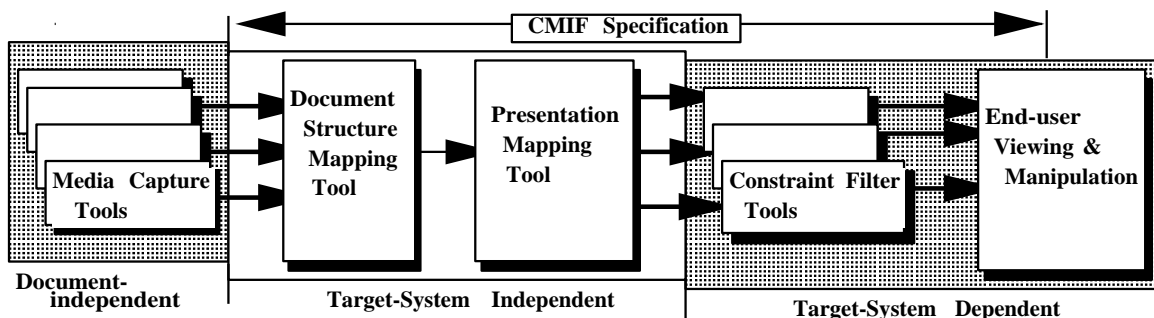 CMIF Specification
Media Capture
Tools
Document
Structure
Mapping
Tool
Presentation
Mapping
Tool
Constraint Filter
Tools
End-user
Viewing &
Manipulation
Document-
independent
Target-System Independent
Target-System Dependent